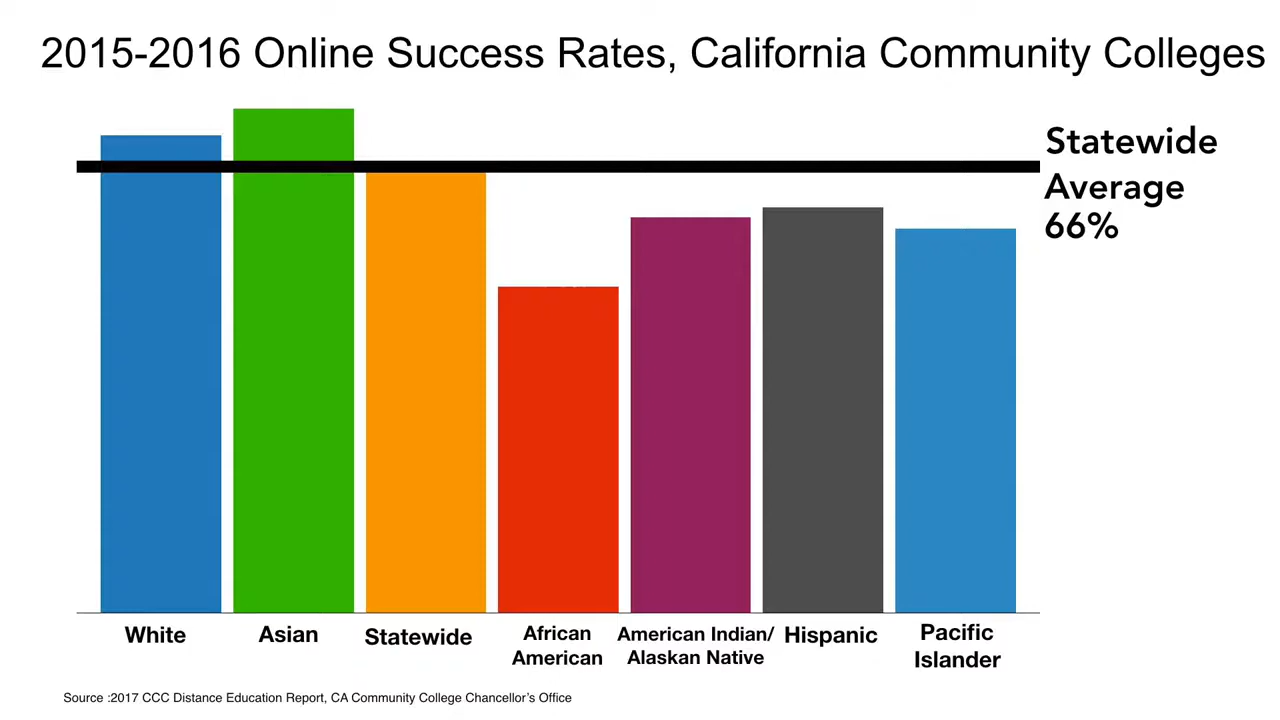 2015-2016 Online Success Rates, California Community Colleges
Statewide
Average
66%
White
Asian
Statewide
African
American
American Indian/
Alaskan Native
Hispanic
Pacific
Islander
Source :2017 CCC Distance Education Report, CA Community College Chancellor's Office